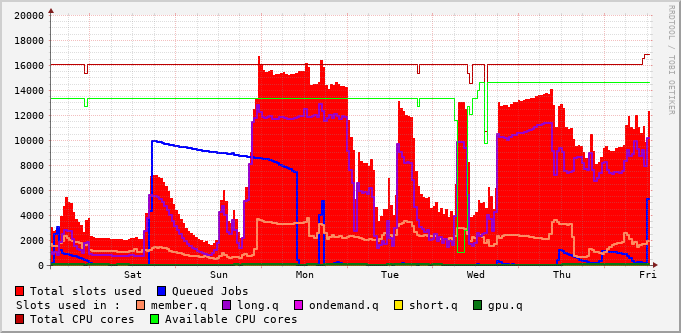 20000
18000
16000
14000
12000
10000
8000
6000
4000
2000
0
Sat Sun Mon Tue Wed Thu Fri
Total slots used Queued Jobs
Slots used in : member.q long.q ondemand.q short.q gpu.q
Total CPU cores Available CPU cores
RRDTOOL / TOBI OETIKER